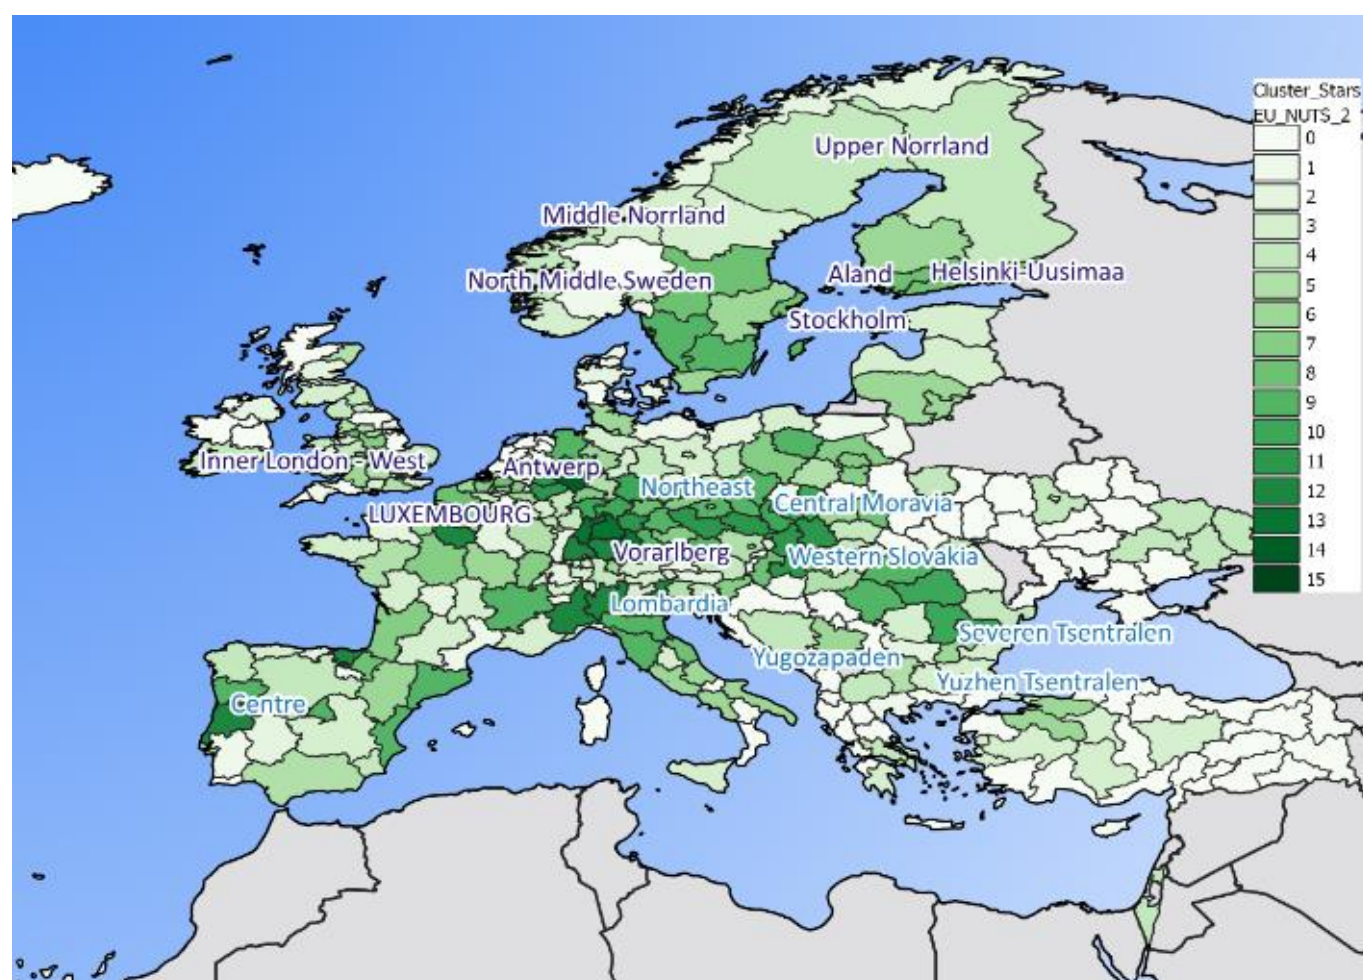 Cluster_Stars
EU_NUTS_2
0
1
2
3
4
5
6
7
8
9
10
11
12
13
14
15
Upper Norrland
Middle Norrland
North Middle Sweden
Aland
Helsinki-Uusimaa
Stockholm
Inner London - West
Antwerp
Northeast
Central Moravia
LUXEMBOURG
Vorarlberg
Western Slovakia
Lombardia
Severen Tsentralen
Yugozapaden
Yuzhen Tsentralen
Centre